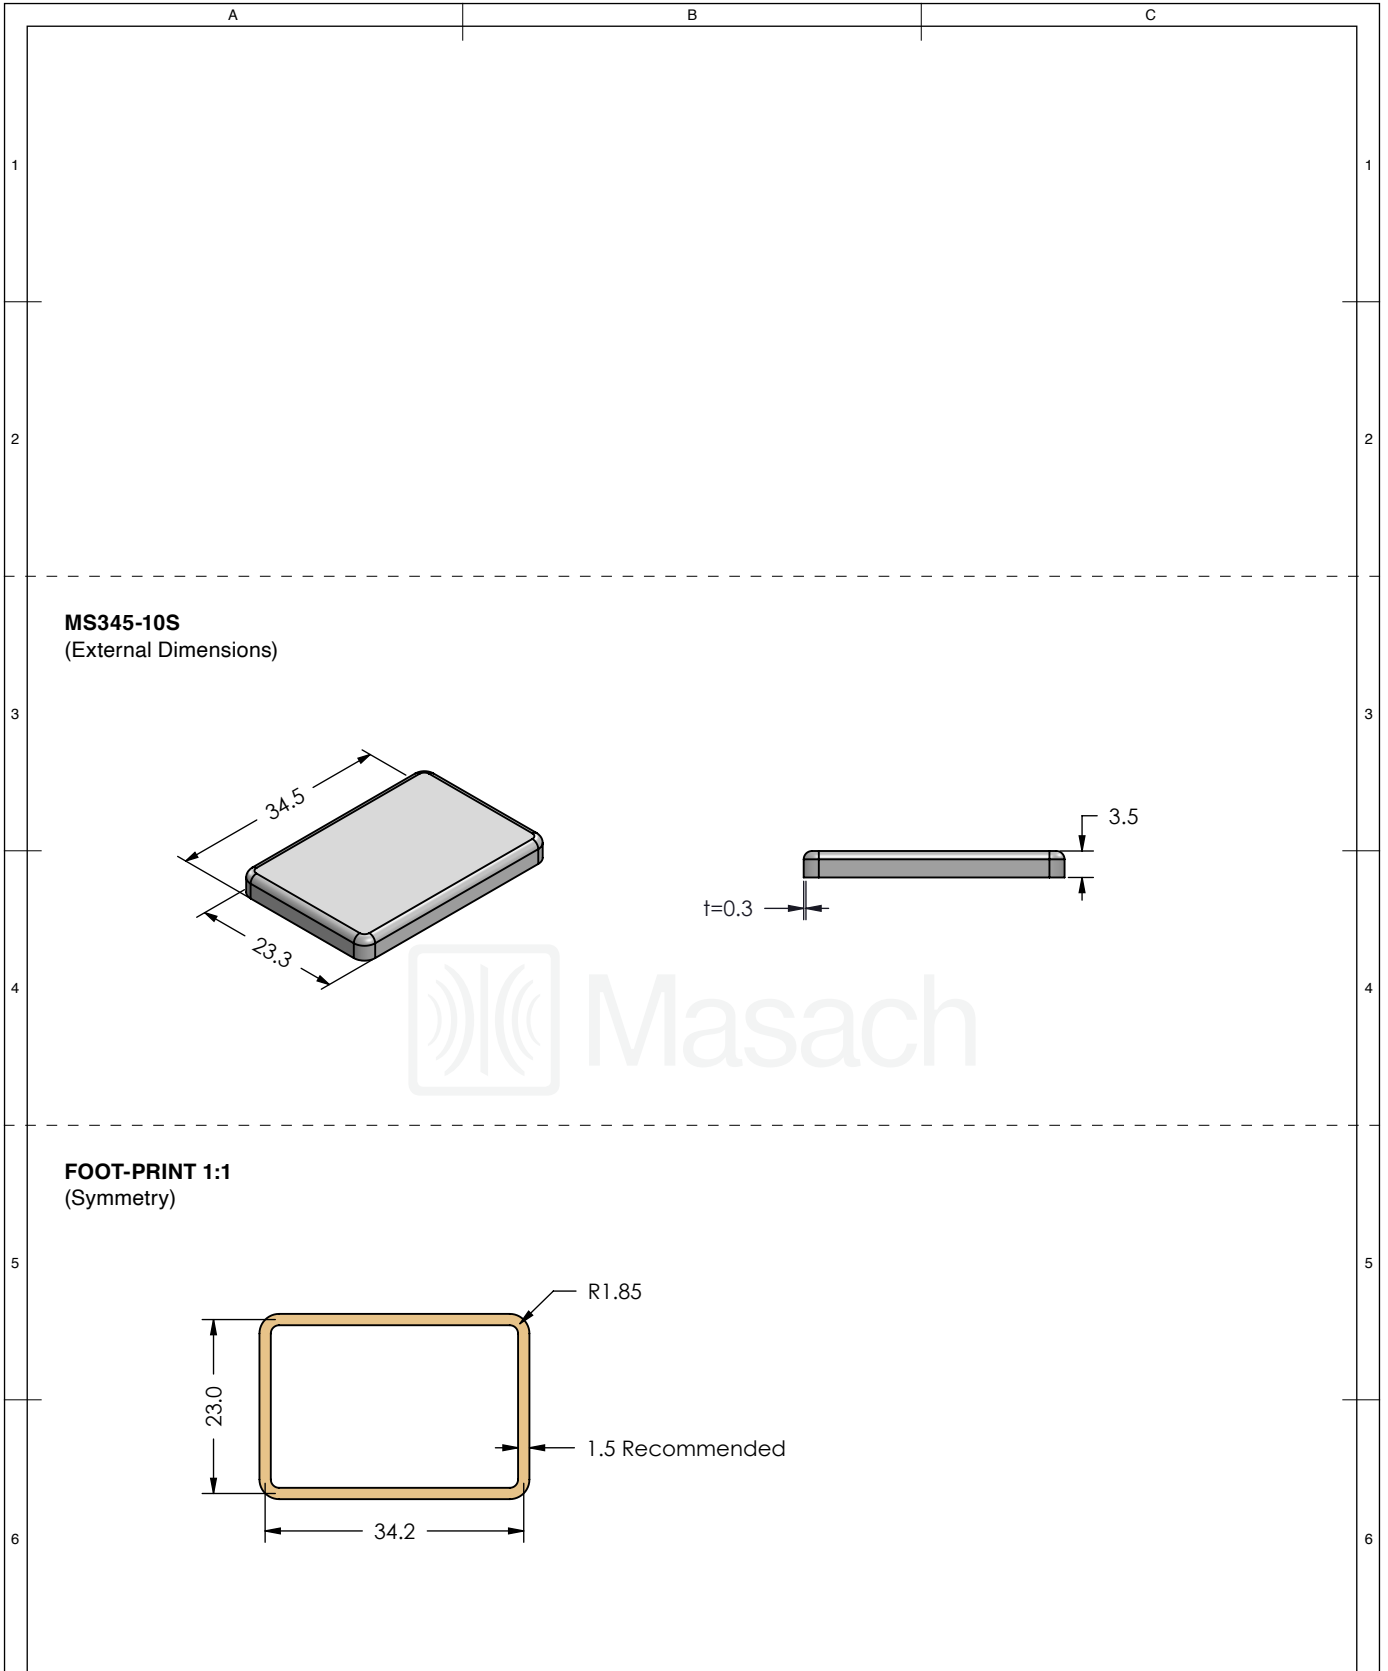 A B C
1 1
2 2
MS345-10S
(External Dimensions)
3 3
34.5
3.5
t=0.3
23.3
Masach
4 4
FOOT-PRINT 1:1
(Symmetry)
5 5
R1.85
23.0
1.5 Recommended
34.2
6 6